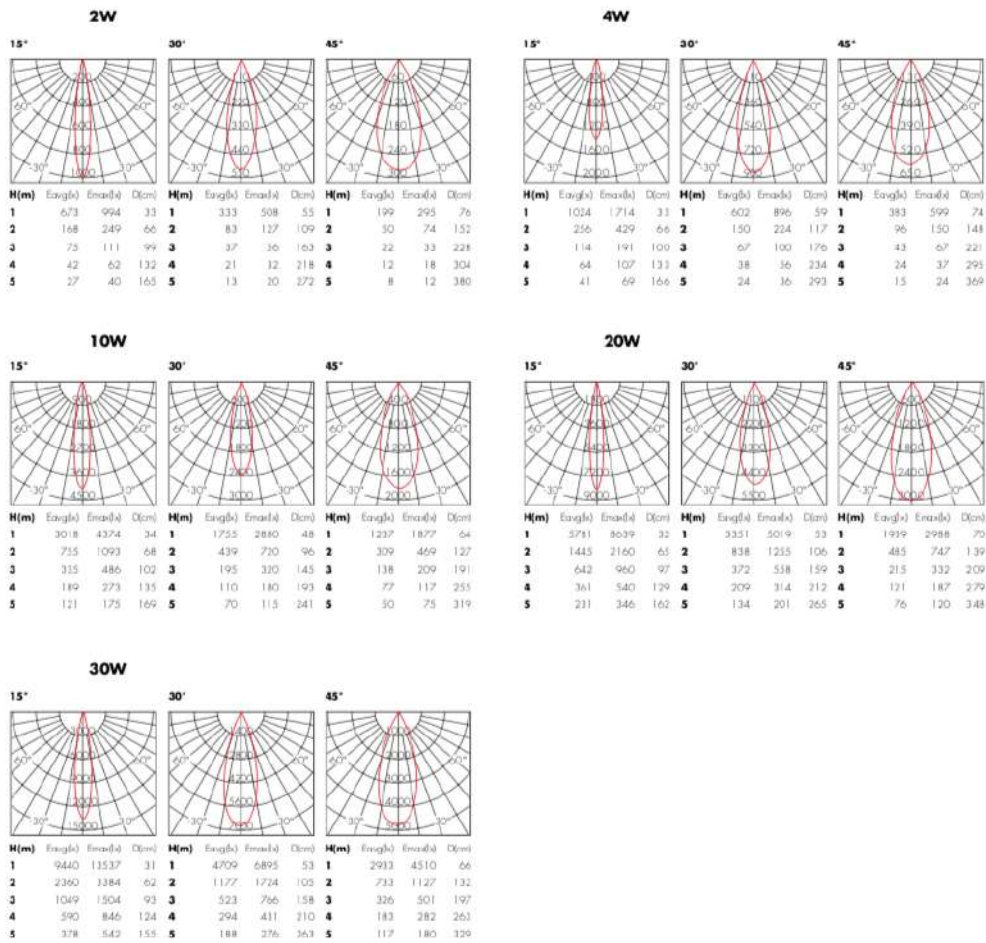 2W
15° 30° 45°
H(m) Eavg(lx) Emax(lx) D(cm) H(m) Eavg(lx) Emax(lx) D(cm) H(m) Eavg(lx) Emax(lx) D(cm)
1 673 994 33 1 333 508 55 1 199 295 76
2 168 249 66 2 83 127 109 2 50 74 152
3 75 111 99 3 37 56 163 3 22 33 228
4 42 62 132 4 21 32 218 4 12 18 304
5 27 40 165 5 13 20 272 5 8 12 380
4W
15° 30° 45°
H(m) Eavg(lx) Emax(lx) D(cm) H(m) Eavg(lx) Emax(lx) D(cm) H(m) Eavg(lx) Emax(lx) D(cm)
1 1024 1714 33 1 602 896 59 1 383 599 74
2 256 429 66 2 150 224 117 2 96 150 148
3 114 191 100 3 67 100 176 3 43 67 221
4 64 107 133 4 38 56 234 4 24 37 295
5 41 69 166 5 24 36 293 5 15 24 369
10W
15° 30° 45°
H(m) Eavg(lx) Emax(lx) D(cm) H(m) Eavg(lx) Emax(lx) D(cm) H(m) Eavg(lx) Emax(lx) D(cm)
1 3018 4374 34 1 1755 2880 48 1 1237 1877 64
2 755 1093 68 2 439 720 96 2 309 469 127
3 335 486 102 3 195 320 145 3 138 209 191
4 189 273 135 4 110 180 193 4 77 117 255
5 121 175 169 5 70 115 241 5 50 75 319
20W
15° 30° 45°
H(m) Eavg(lx) Emax(lx) D(cm) H(m) Eavg(lx) Emax(lx) D(cm) H(m) Eavg(lx) Emax(lx) D(cm)
1 5781 8639 32 1 3351 5019 53 1 1939 2988 70
2 1445 2160 65 2 838 1255 106 2 485 747 139
3 642 960 97 3 372 558 159 3 215 332 209
4 361 540 129 4 209 314 212 4 121 187 279
5 231 346 162 5 134 201 265 5 76 120 348
30W
15° 30° 45°
H(m) Eavg(lx) Emax(lx) D(cm) H(m) Eavg(lx) Emax(lx) D(cm) H(m) Eavg(lx) Emax(lx) D(cm)
1 9440 13537 31 1 4709 6895 53 1 2933 4510 66
2 2360 3384 62 2 1177 1724 105 2 733 1127 132
3 1049 1504 93 3 523 766 158 3 326 501 197
4 590 846 124 4 294 431 210 4 183 282 263
5 378 542 155 5 188 276 263 5 117 180 329